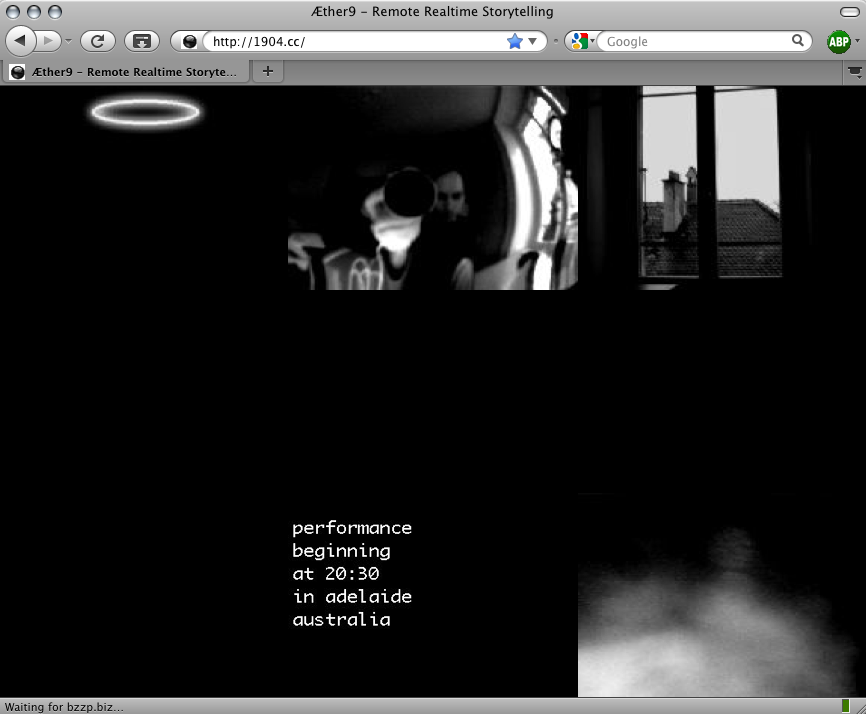 Æther9 – Remote Realtime Storytelling
http://1904.cc/
Google
ABP
Æther9 – Remote Realtime Storyte...
performance
beginning
at 20:30
in adelaide
australia
Waiting for bzzp.biz...